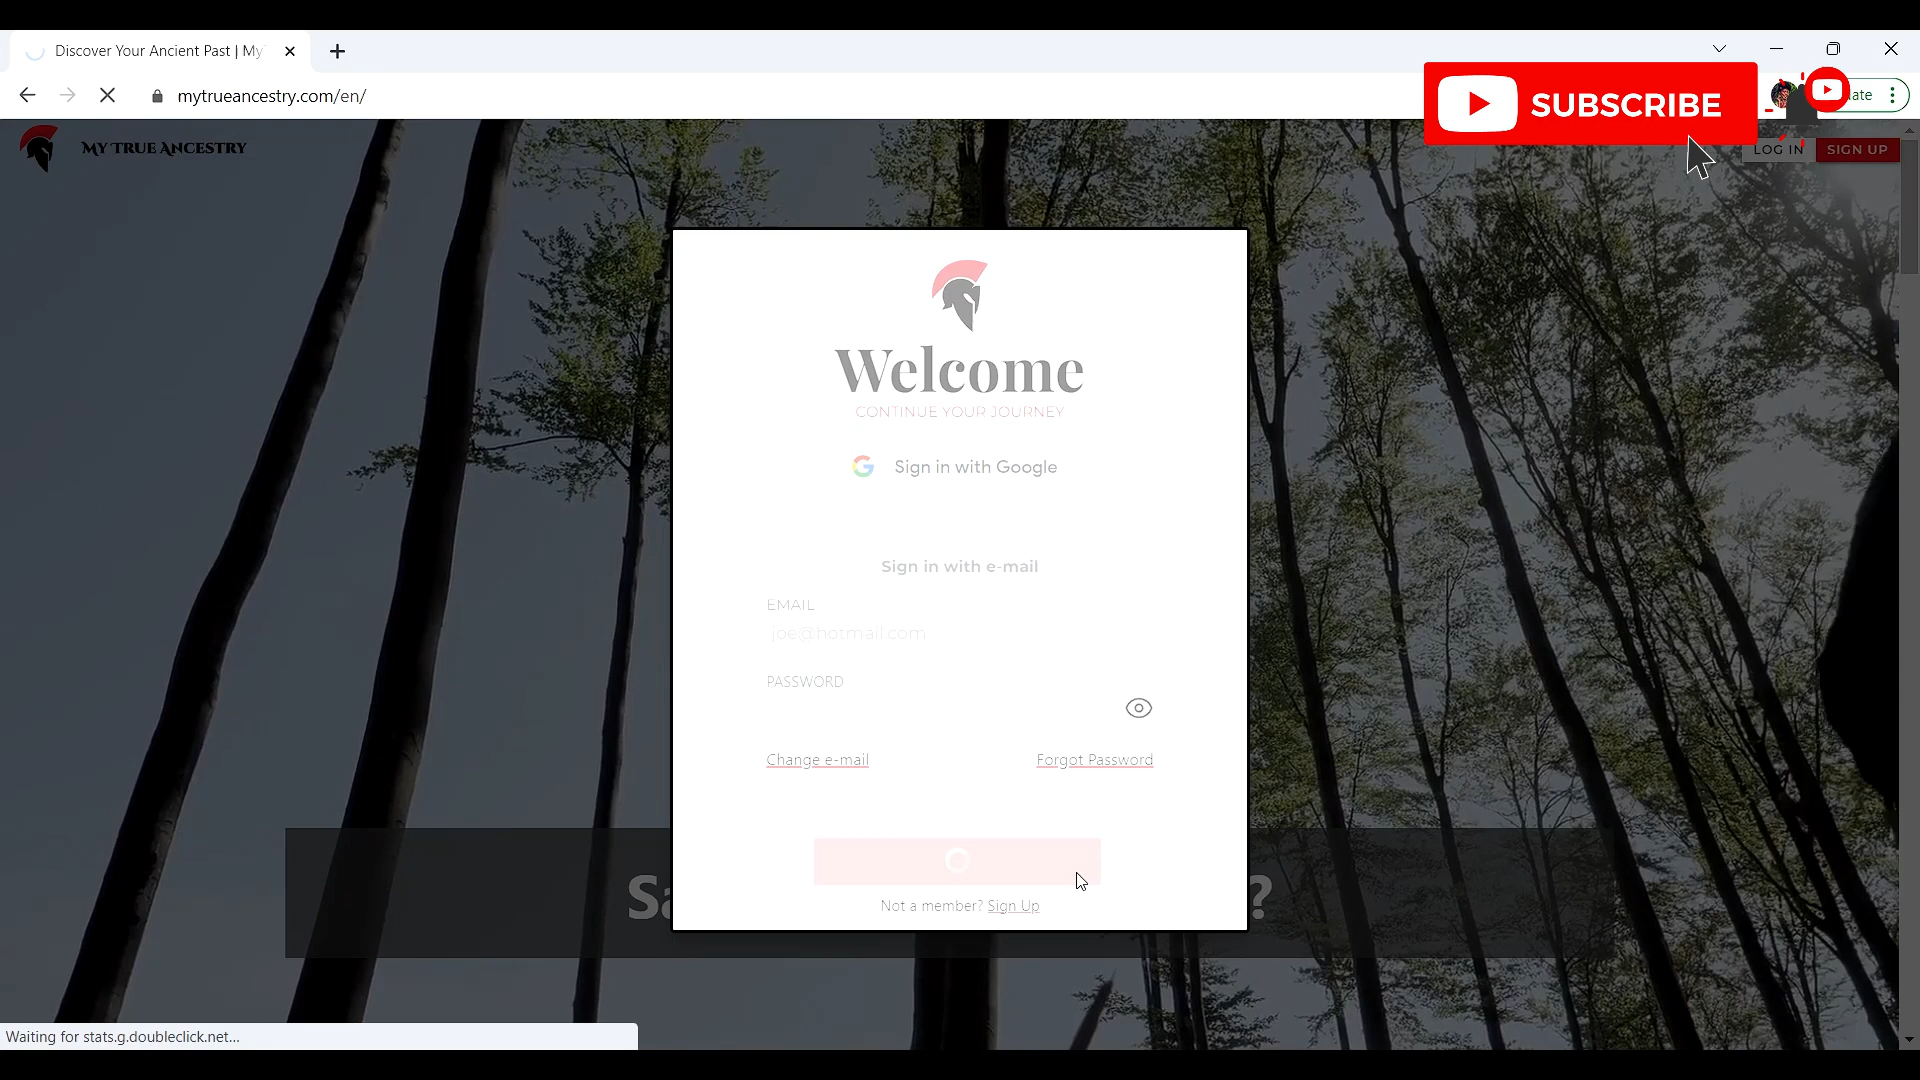 Discover Your Ancient Past | My
mytrueancestry.com/en/
SUBSCRIBE
MY TRUE ANCESTRY
LOG IN
SIGN UP
Welcome
CONTINUE YOUR JOURNEY
Sign in with Google
Sign in with e-mail
EMAIL
joe@hotmail.com
PASSWORD
Change e-mail
Forgot Password
Not a member? Sign Up
Waiting for stats.g.doubleclick.net...